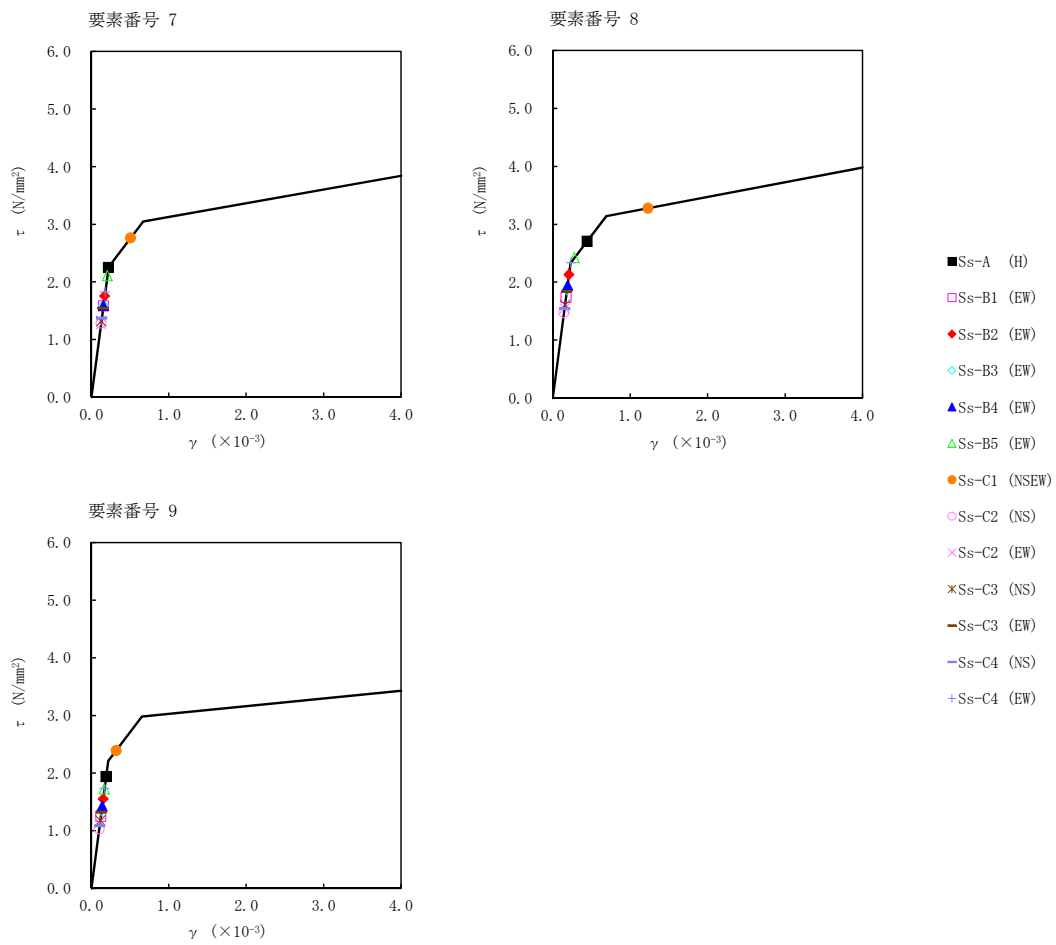 要素番号 7
6.0
5.0
4.0
3.0
2.0
1.0
0.0
τ (N/mm²)
0.0 1.0 2.0 3.0 4.0
γ (×10⁻³)
要素番号 8
6.0
5.0
4.0
3.0
2.0
1.0
0.0
τ (N/mm²)
0.0 1.0 2.0 3.0 4.0
γ (×10⁻³)
要素番号 9
6.0
5.0
4.0
3.0
2.0
1.0
0.0
τ (N/mm²)
0.0 1.0 2.0 3.0 4.0
γ (×10⁻³)
Ss-A (H)
Ss-B1 (EW)
Ss-B2 (EW)
Ss-B3 (EW)
Ss-B4 (EW)
Ss-B5 (EW)
Ss-C1 (NSEW)
Ss-C2 (NS)
Ss-C2 (EW)
Ss-C3 (NS)
Ss-C3 (EW)
Ss-C4 (NS)
Ss-C4 (EW)